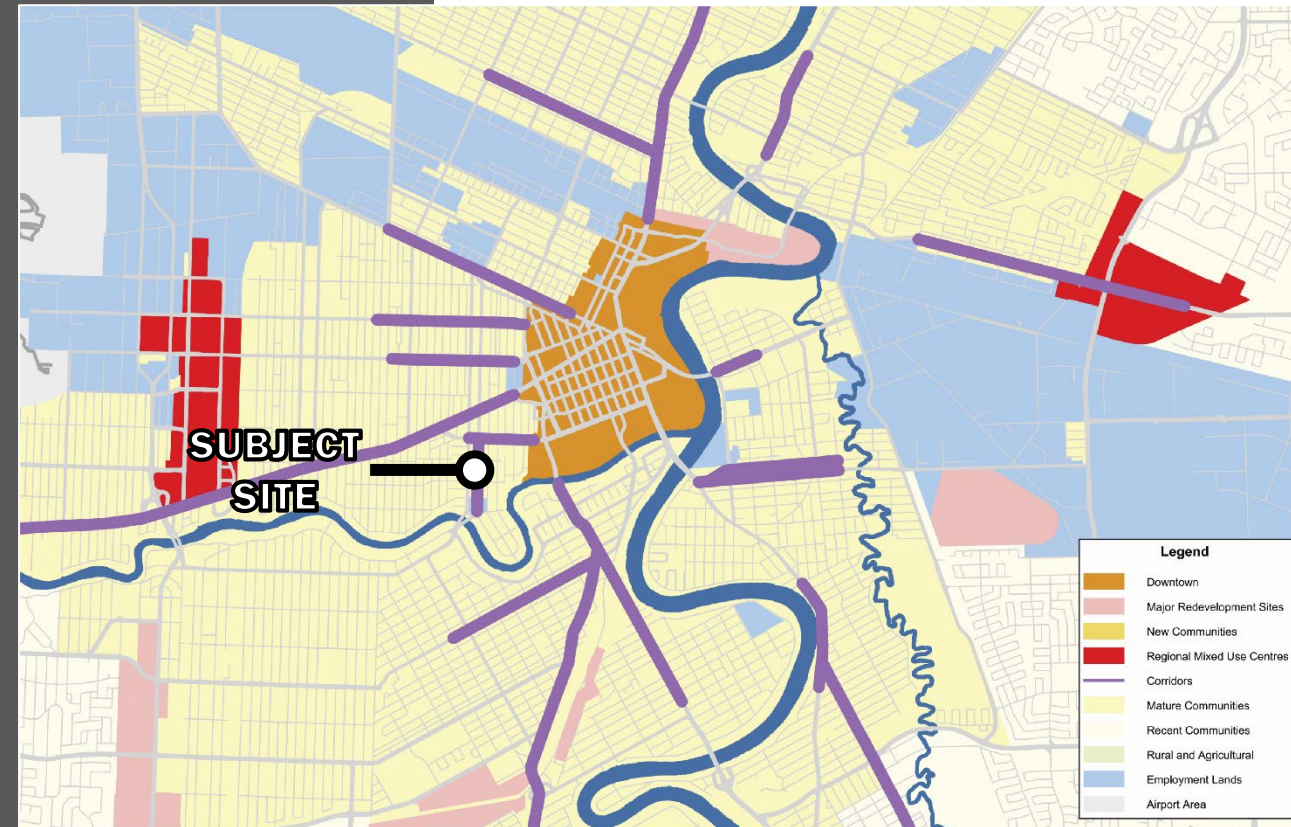 SUBJECT
SITE
Legend
Downtown
Major Redevelopment Sites
New Communities
Regional Mixed Use Centres
Corridors
Mature Communities
Recent Communities
Rural and Agricultural
Employment Lands
Airport Area